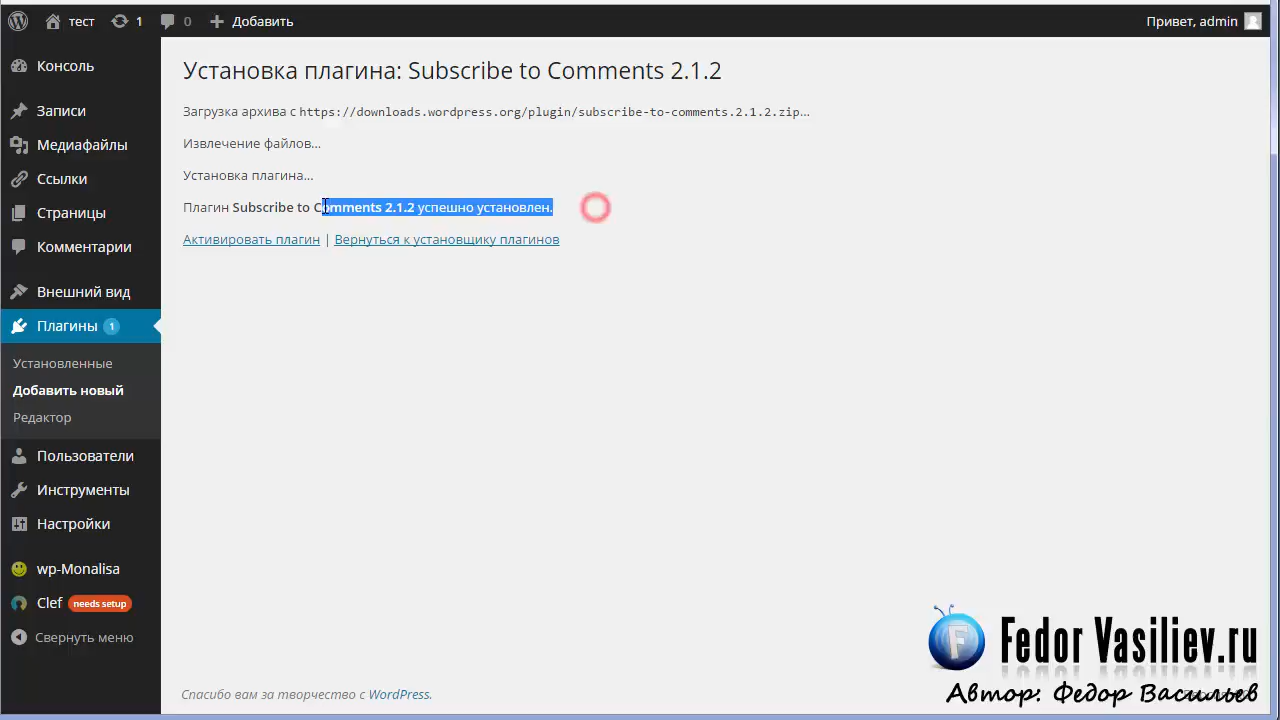 тест 1 0 Добавить Привет, admin
Консоль
Записи
Медиафайлы
Ссылки
Страницы
Комментарии
Внешний вид
Плагины 1
Установленные
Добавить новый
Редактор
Пользователи
Инструменты
Настройки
wp-Monalisa
Clef needs setup
Свернуть меню
Установка плагина: Subscribe to Comments 2.1.2
Загрузка архива с https://downloads.wordpress.org/plugin/subscribe-to-comments.2.1.2.zip…
Извлечение файлов…
Установка плагина…
Плагин Subscribe to Comments 2.1.2 успешно установлен.
Активировать плагин | Вернуться к установщику плагинов
Спасибо вам за творчество с WordPress.
F Fedor Vasiliev.ru
Автор: Федор Васильев